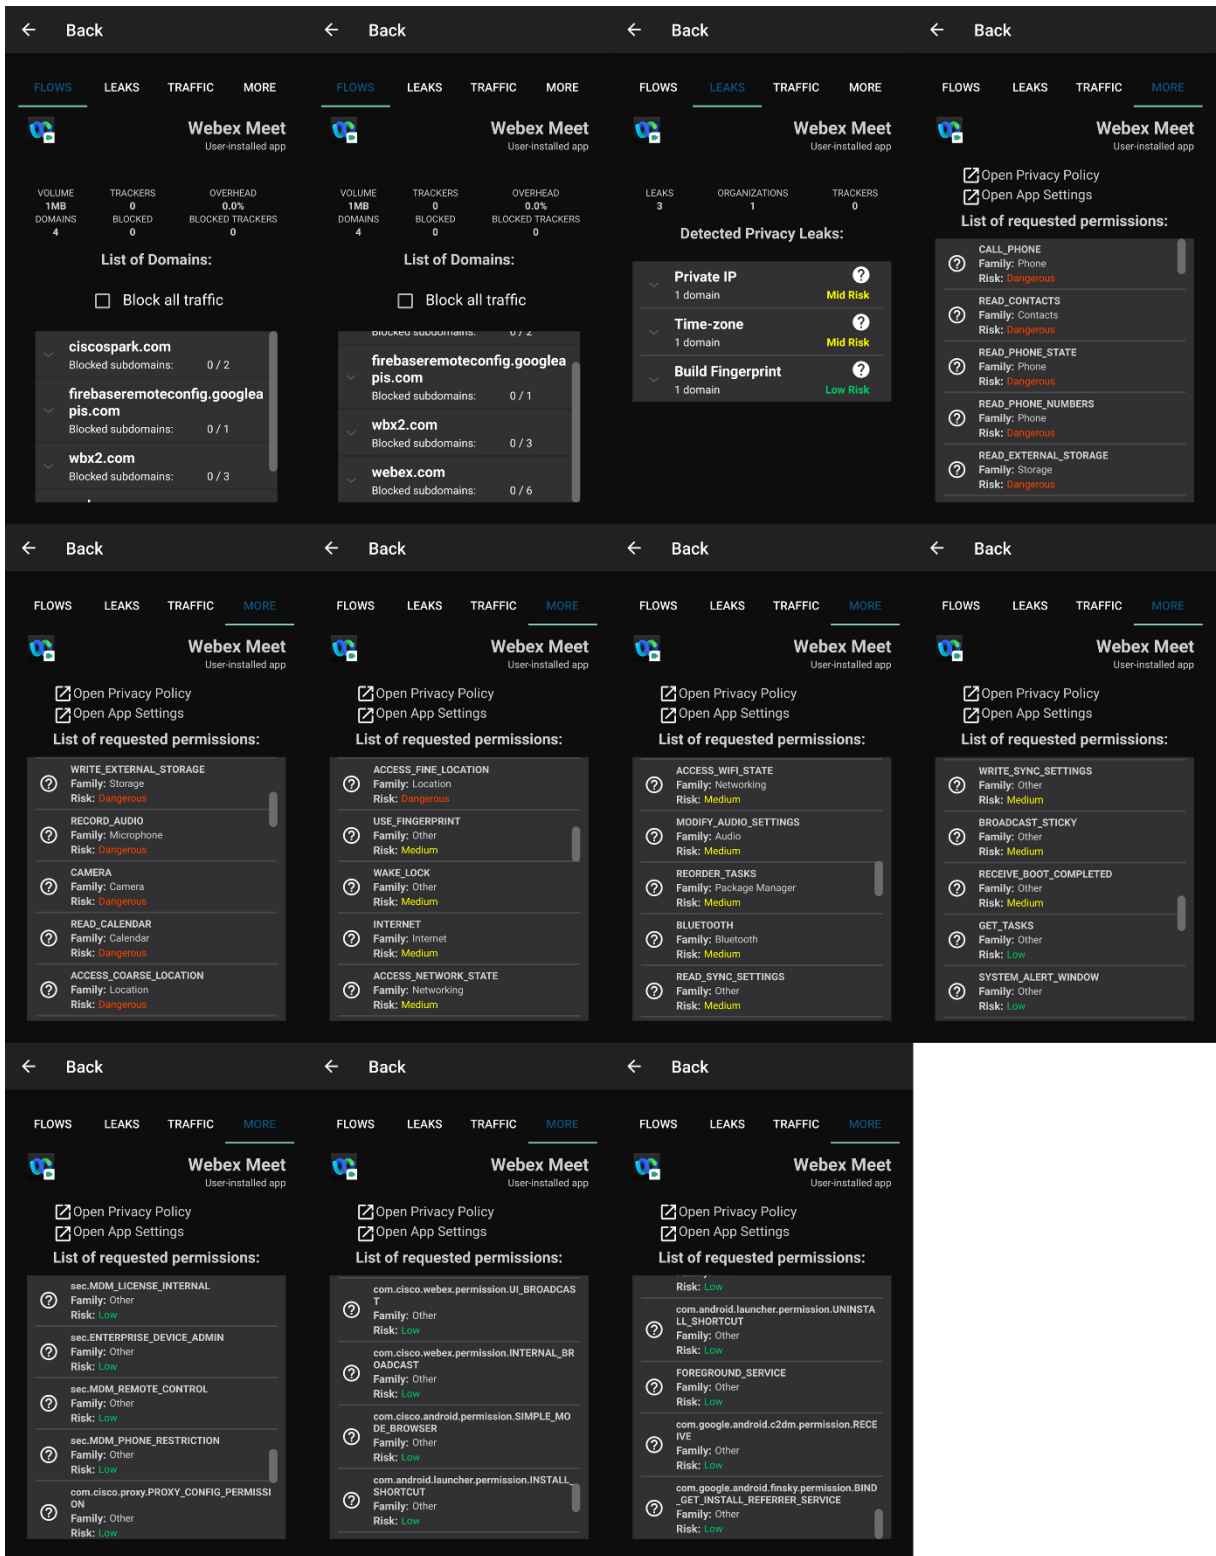 Back
FLOWS LEAKS TRAFFIC MORE
Webex Meet
User-installed app
VOLUME TRACKERS OVERHEAD
1MB 0 0.0%
DOMAINS BLOCKED BLOCKED TRACKERS
4 0 0
List of Domains:
Block all traffic
ciscospark.com
Blocked subdomains: 0 / 2
firebaseremoteconfig.googlea
pis.com
Blocked subdomains: 0 / 1
wbx2.com
Blocked subdomains: 0 / 3
Back
FLOWS LEAKS TRAFFIC MORE
Webex Meet
User-installed app
VOLUME TRACKERS OVERHEAD
1MB 0 0.0%
DOMAINS BLOCKED BLOCKED TRACKERS
4 0 0
List of Domains:
Block all traffic
Blocked subdomains: 0 / 2
firebaseremoteconfig.googlea
pis.com
Blocked subdomains: 0 / 1
wbx2.com
Blocked subdomains: 0 / 3
webex.com
Blocked subdomains: 0 / 6
Back
FLOWS LEAKS TRAFFIC MORE
Webex Meet
User-installed app
LEAKS ORGANIZATIONS TRACKERS
3 1 0
Detected Privacy Leaks:
Private IP
1 domain Mid Risk
Time-zone
1 domain Mid Risk
Build Fingerprint
1 domain Low Risk
Back
FLOWS LEAKS TRAFFIC MORE
Webex Meet
User-installed app
Open Privacy Policy
Open App Settings
List of requested permissions:
CALL_PHONE
Family: Phone
Risk: Dangerous
READ_CONTACTS
Family: Contacts
Risk: Dangerous
READ_PHONE_STATE
Family: Phone
Risk: Dangerous
READ_PHONE_NUMBERS
Family: Phone
Risk: Dangerous
READ_EXTERNAL_STORAGE
Family: Storage
Risk: Dangerous
Back
FLOWS LEAKS TRAFFIC MORE
Webex Meet
User-installed app
Open Privacy Policy
Open App Settings
List of requested permissions:
WRITE_EXTERNAL_STORAGE
Family: Storage
Risk: Dangerous
RECORD_AUDIO
Family: Microphone
Risk: Dangerous
CAMERA
Family: Camera
Risk: Dangerous
READ_CALENDAR
Family: Calendar
Risk: Dangerous
ACCESS_COARSE_LOCATION
Family: Location
Risk: Dangerous
Back
FLOWS LEAKS TRAFFIC MORE
Webex Meet
User-installed app
Open Privacy Policy
Open App Settings
List of requested permissions:
ACCESS_FINE_LOCATION
Family: Location
Risk: Dangerous
USE_FINGERPRINT
Family: Other
Risk: Medium
WAKE_LOCK
Family: Other
Risk: Medium
INTERNET
Family: Internet
Risk: Medium
ACCESS_NETWORK_STATE
Family: Networking
Risk: Medium
Back
FLOWS LEAKS TRAFFIC MORE
Webex Meet
User-installed app
Open Privacy Policy
Open App Settings
List of requested permissions:
ACCESS_WIFI_STATE
Family: Networking
Risk: Medium
MODIFY_AUDIO_SETTINGS
Family: Audio
Risk: Medium
REORDER_TASKS
Family: Package Manager
Risk: Medium
BLUETOOTH
Family: Bluetooth
Risk: Medium
READ_SYNC_SETTINGS
Family: Other
Risk: Medium
Back
FLOWS LEAKS TRAFFIC MORE
Webex Meet
User-installed app
Open Privacy Policy
Open App Settings
List of requested permissions:
WRITE_SYNC_SETTINGS
Family: Other
Risk: Medium
BROADCAST_STICKY
Family: Other
Risk: Medium
RECEIVE_BOOT_COMPLETED
Family: Other
Risk: Medium
GET_TASKS
Family: Other
Risk: Low
SYSTEM_ALERT_WINDOW
Family: Other
Risk: Low
Back
FLOWS LEAKS TRAFFIC MORE
Webex Meet
User-installed app
Open Privacy Policy
Open App Settings
List of requested permissions:
sec.MDM_LICENSE_INTERNAL
Family: Other
Risk: Low
sec.ENTERPRISE_DEVICE_ADMIN
Family: Other
Risk: Low
sec.MDM_REMOTE_CONTROL
Family: Other
Risk: Low
sec.MDM_PHONE_RESTRICTION
Family: Other
Risk: Low
com.cisco.proxy.PROXY_CONFIG_PERMISSI
ON
Family: Other
Risk: Low
Back
FLOWS LEAKS TRAFFIC MORE
Webex Meet
User-installed app
Open Privacy Policy
Open App Settings
List of requested permissions:
com.cisco.webex.permission.UI_BROADCAS
T
Family: Other
Risk: Low
com.cisco.webex.permission.INTERNAL_BR
OADCAST
Family: Other
Risk: Low
com.cisco.android.permission.SIMPLE_MO
DE_BROWSER
Family: Other
Risk: Low
com.android.launcher.permission.INSTALL_
SHORTCUT
Family: Other
Risk: Low
Back
FLOWS LEAKS TRAFFIC MORE
Webex Meet
User-installed app
Open Privacy Policy
Open App Settings
List of requested permissions:
Risk: Low
com.android.launcher.permission.UNINSTA
LL_SHORTCUT
Family: Other
Risk: Low
FOREGROUND_SERVICE
Family: Other
Risk: Low
com.google.android.c2dm.permission.RECE
IVE
Family: Other
Risk: Low
com.google.android.finsky.permission.BIND
_GET_INSTALL_REFERRER_SERVICE
Family: Other
Risk: Low